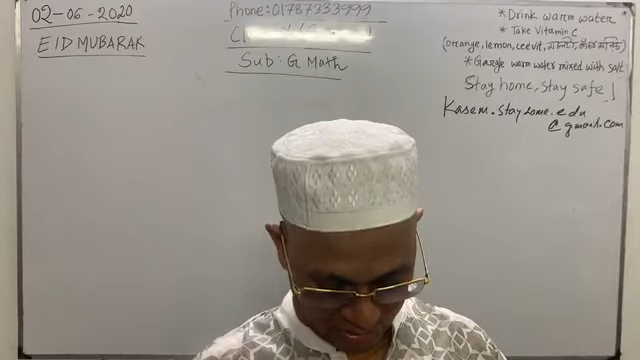 02-06-2020
EID MUBARAK
Phone: 01787333999
Sub: G Math
* Drink warm water
* Take Vitamin C
(orange, lemon, ceevit,
* Gargle warm water mixed with salt
Stay home, Stay safe
Kasem.stayhome.edu
@gmail.com